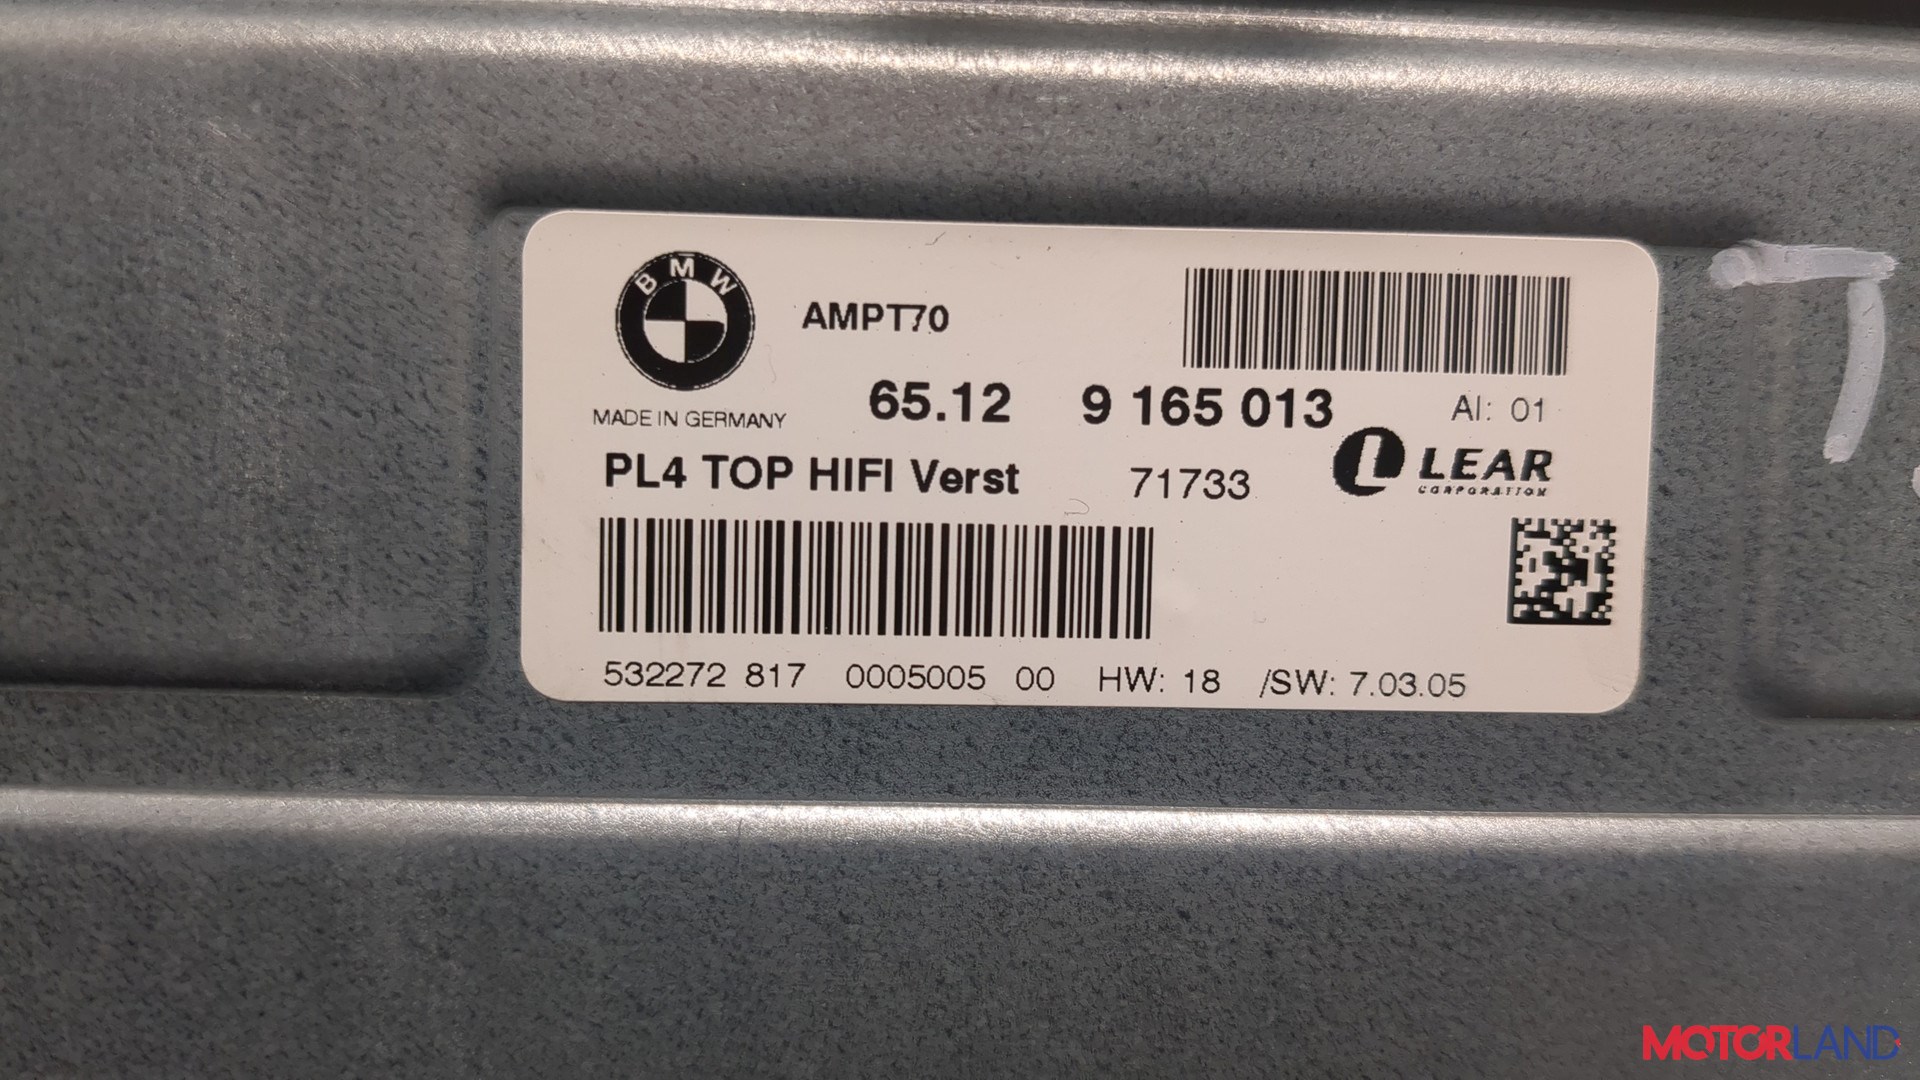 BMW
AMPT70
MADE IN GERMANY
65.12 9 165 013 AI: 01
PL4 TOP HIFI Verst 71733 LEAR
CORPORATION
532272 817 0005005 00 HW: 18 /SW: 7.03.05
MOTORLAND